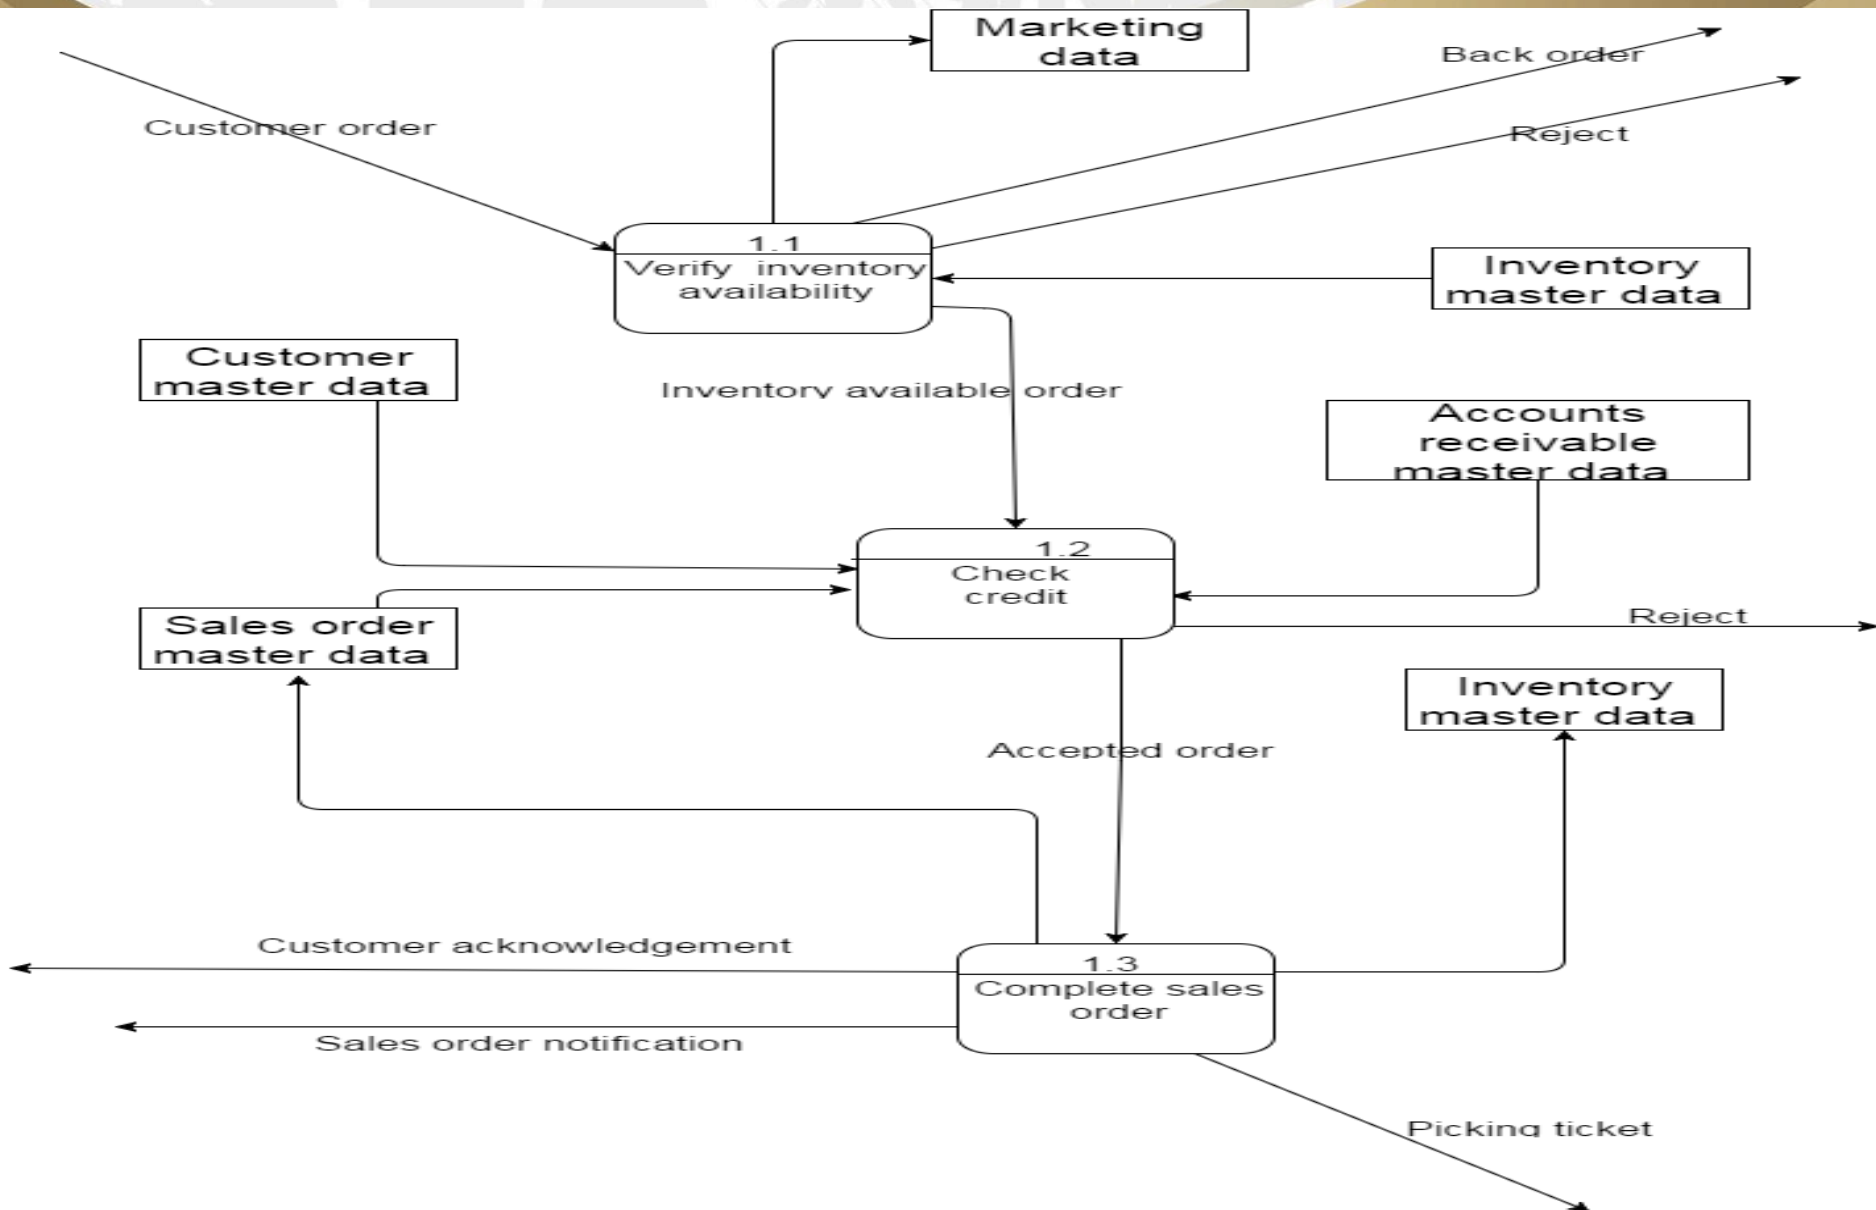 Marketing
data
Back order
Customer order
Reject
1.1
Verify inventory
availability
Inventory
master data
Customer
master data
Inventory available order
Accounts
receivable
master data
1.2
Check
credit
Sales order
master data
Reject
Inventory
master data
Accepted order
Customer acknowledgement
1.3
Complete sales
order
Sales order notification
Picking ticket